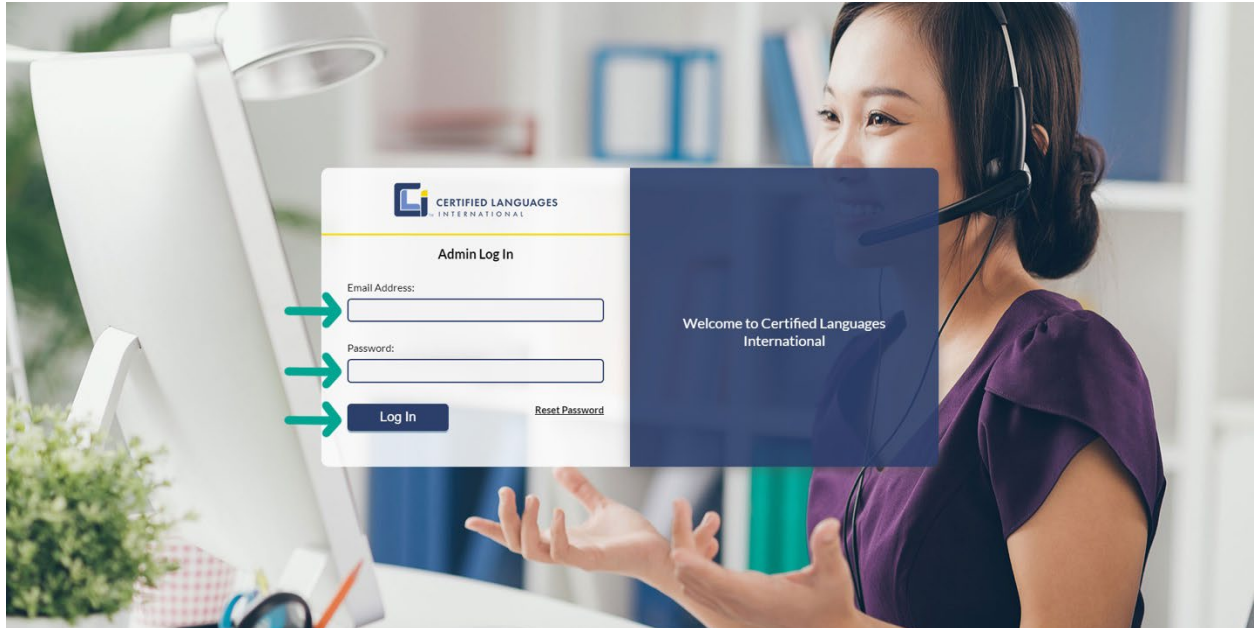 CERTIFIED LANGUAGES
INTERNATIONAL
Admin Log In
Email Address:
Password:
Log In
Reset Password
Welcome to Certified Languages
International